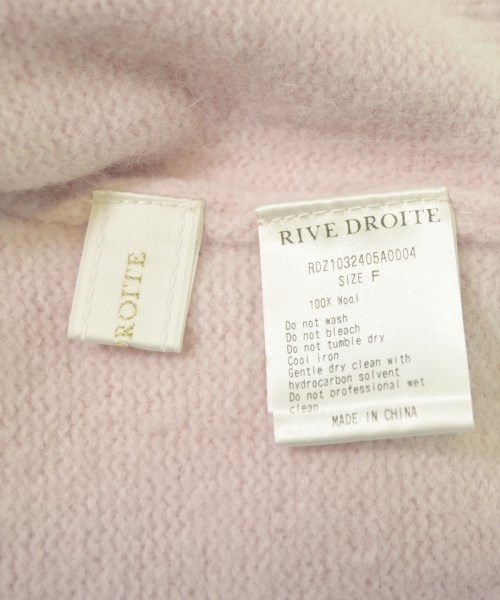 DROITE
RIVE DROITE
RDZ1032405A0004
SIZE F
100% Wool
Do not wash
Do not bleach
Do not tumble dry
Cool iron
Gentle dry clean with
hydrocarbon solvent
Do not professional wet
clean
MADE IN CHINA